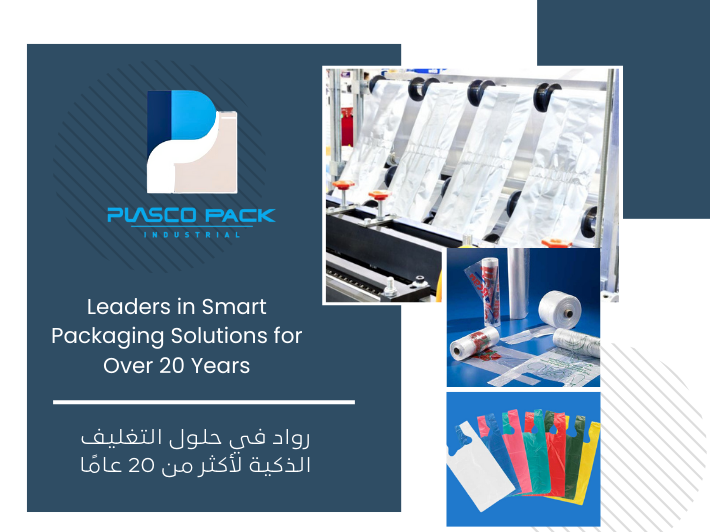 PLASCO PACK
INDUSTRIAL
Leaders in Smart
Packaging Solutions for
Over 20 Years
رواد في حلول التغليف
الذكية لأكثر من 20 عامًا